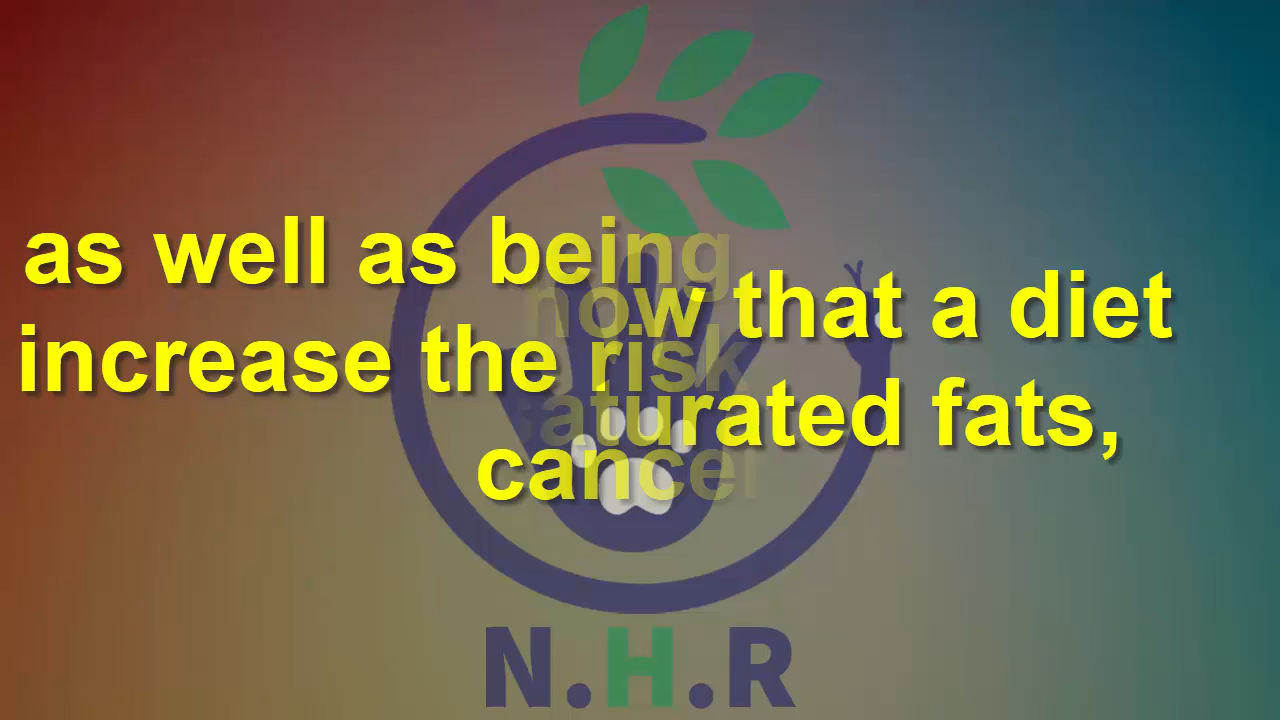 as well as being
now that a diet
increase the risk
saturated fats,
cancer
N.H.R